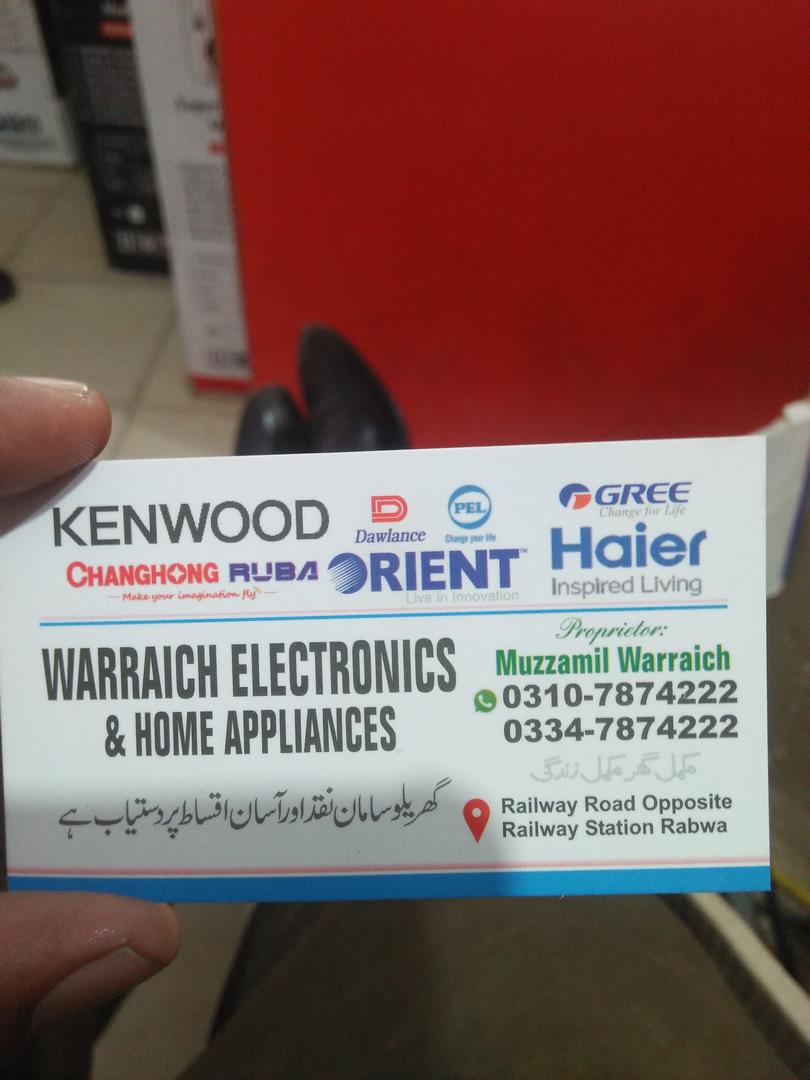 KENWOOD
Dawlance
PEL
Change your life
GREE
Change for Life
CHANGHONG RUBA
Make your imagination fly
ORIENT™
Live in Innovation
Haier
Inspired Living
WARRAICH ELECTRONICS
& HOME APPLIANCES
گھریلو سامان نقد اور آسان اقساط پر دستیاب ہے
Proprietor:
Muzzamil Warraich
0310-7874222
0334-7874222
مکمل گھر مکمل زندگی
Railway Road Opposite
Railway Station Rabwa